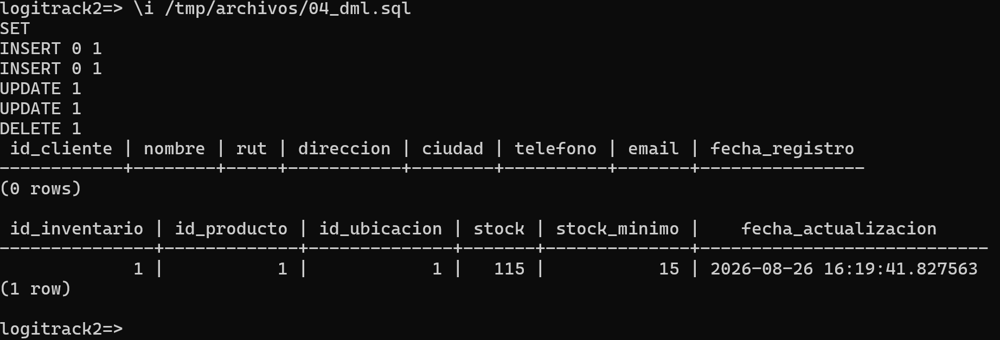 logitrack2=> \i /tmp/archivos/04_dml.sql
SET
INSERT 0 1
INSERT 0 1
UPDATE 1
UPDATE 1
DELETE 1
 id_cliente | nombre | rut | direccion | ciudad | telefono | email | fecha_registro
------------+--------+-----+-----------+--------+----------+-------+----------------
(0 rows)

 id_inventario | id_producto | id_ubicacion | stock | stock_minimo |    fecha_actualizacion
---------------+-------------+--------------+-------+--------------+----------------------------
             1 |           1 |            1 |   115 |           15 | 2026-08-26 16:19:41.827563
(1 row)

logitrack2=>